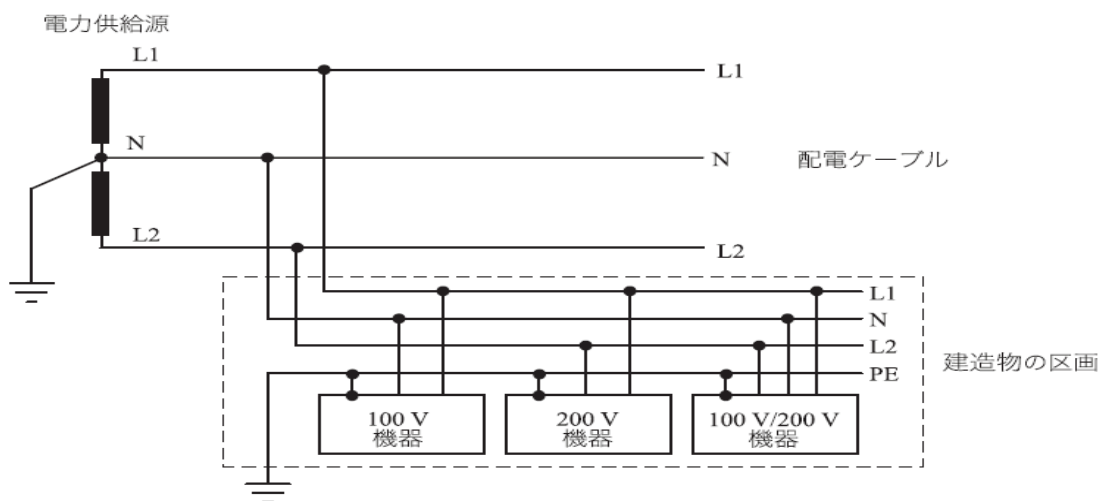 電力供給源
L1
L1
N
N
配電ケーブル
L2
L2
L1
N
L2
建造物の区画
PE
100 V
機器
200 V
機器
100 V/200 V
機器